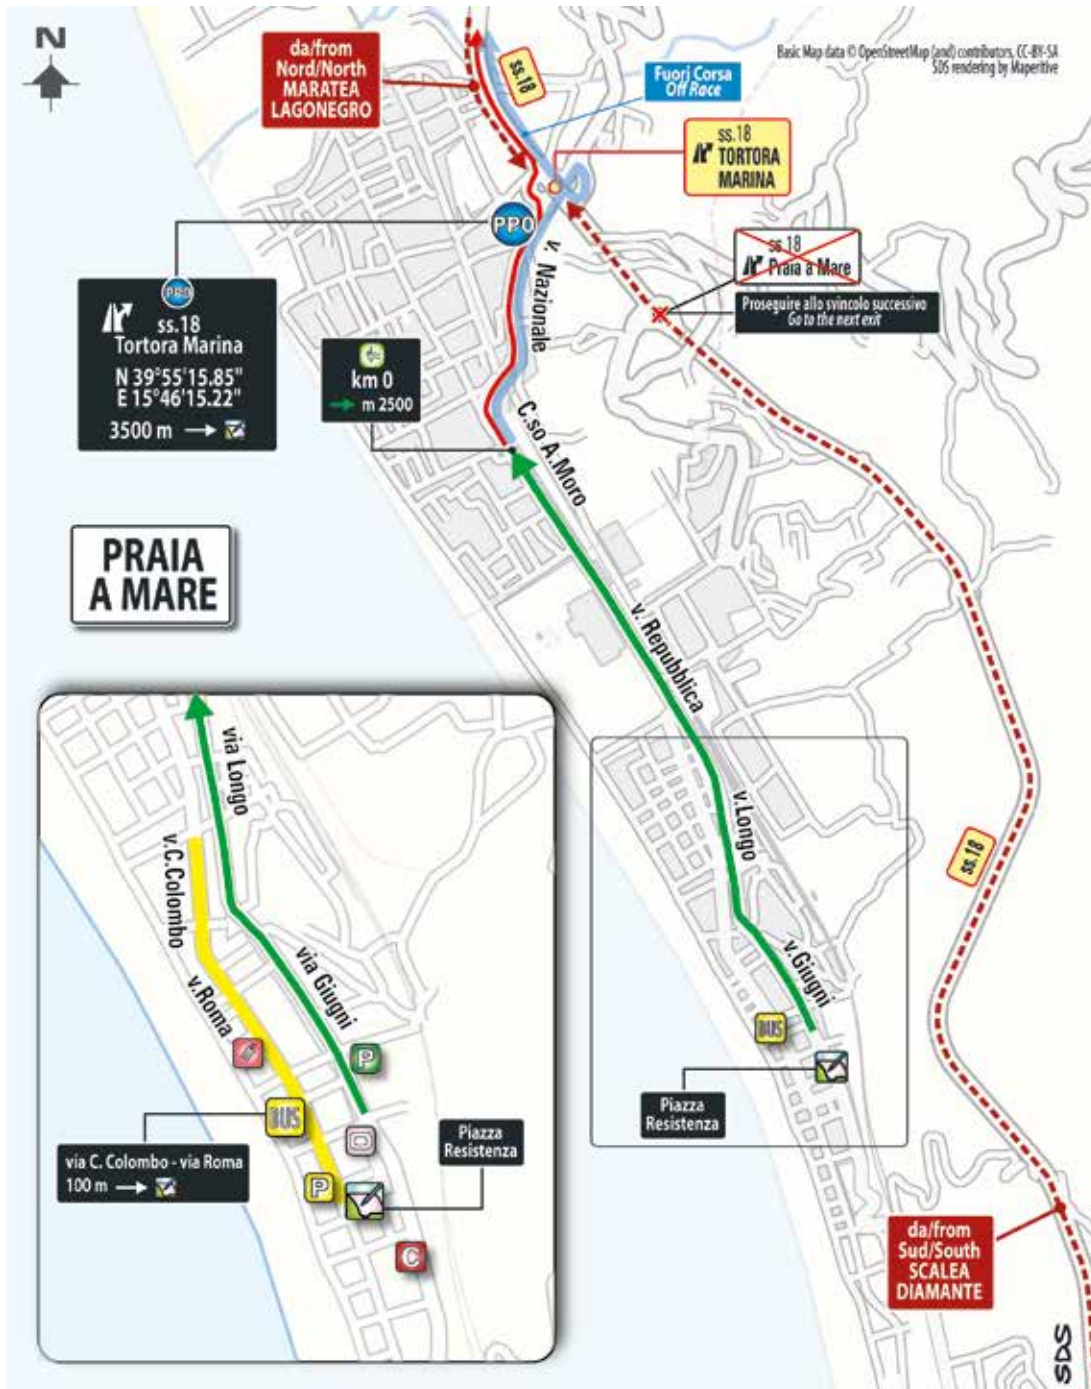 N
da/from
Nord/North
MARATEA
LAGONEGRO
ss.18
Fuori Corsa
Off Race
Basic Map data © OpenStreetMap (and) contributors, CC-BY-SA
SDS rendering by Maperitive
ss.18
TORTORA
MARINA
PPO
v. Nazionale
ss.18
Praia a Mare
Proseguire allo svincolo successivo
Go to the next exit
PPO
ss.18
Tortora Marina
N 39°55'15.85"
E 15°46'15.22"
3500 m
km 0
m 2500
C.so A.Moro
PRAIA
A MARE
v. Repubblica
v.Longo
v.Giugni
BUS
Piazza
Resistenza
ss.18
via Longo
v.C.Colombo
via Giugni
v.Roma
P
BUS
via C. Colombo - via Roma
100 m
P
Piazza
Resistenza
C
da/from
Sud/South
SCALEA
DIAMANTE
SDS